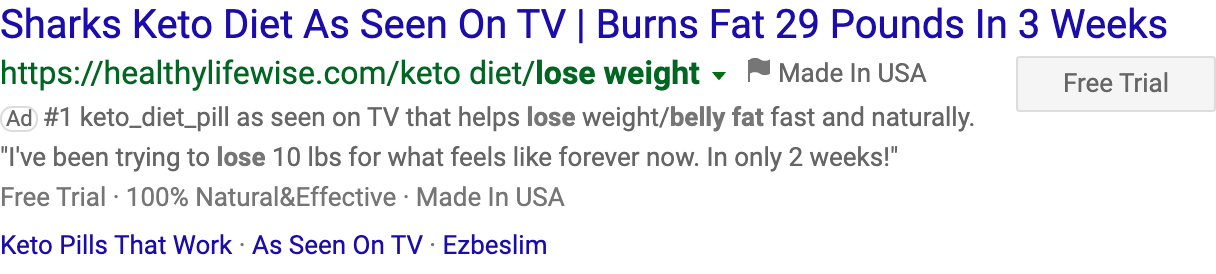 Sharks Keto Diet As Seen On TV | Burns Fat 29 Pounds In 3 Weeks
https://healthylifewise.com/keto diet/lose weight Made In USA
Free Trial
Ad #1 keto_diet_pill as seen on TV that helps lose weight/belly fat fast and naturally.
"I've been trying to lose 10 lbs for what feels like forever now. In only 2 weeks!"
Free Trial · 100% Natural&Effective · Made In USA
Keto Pills That Work · As Seen On TV · Ezbeslim